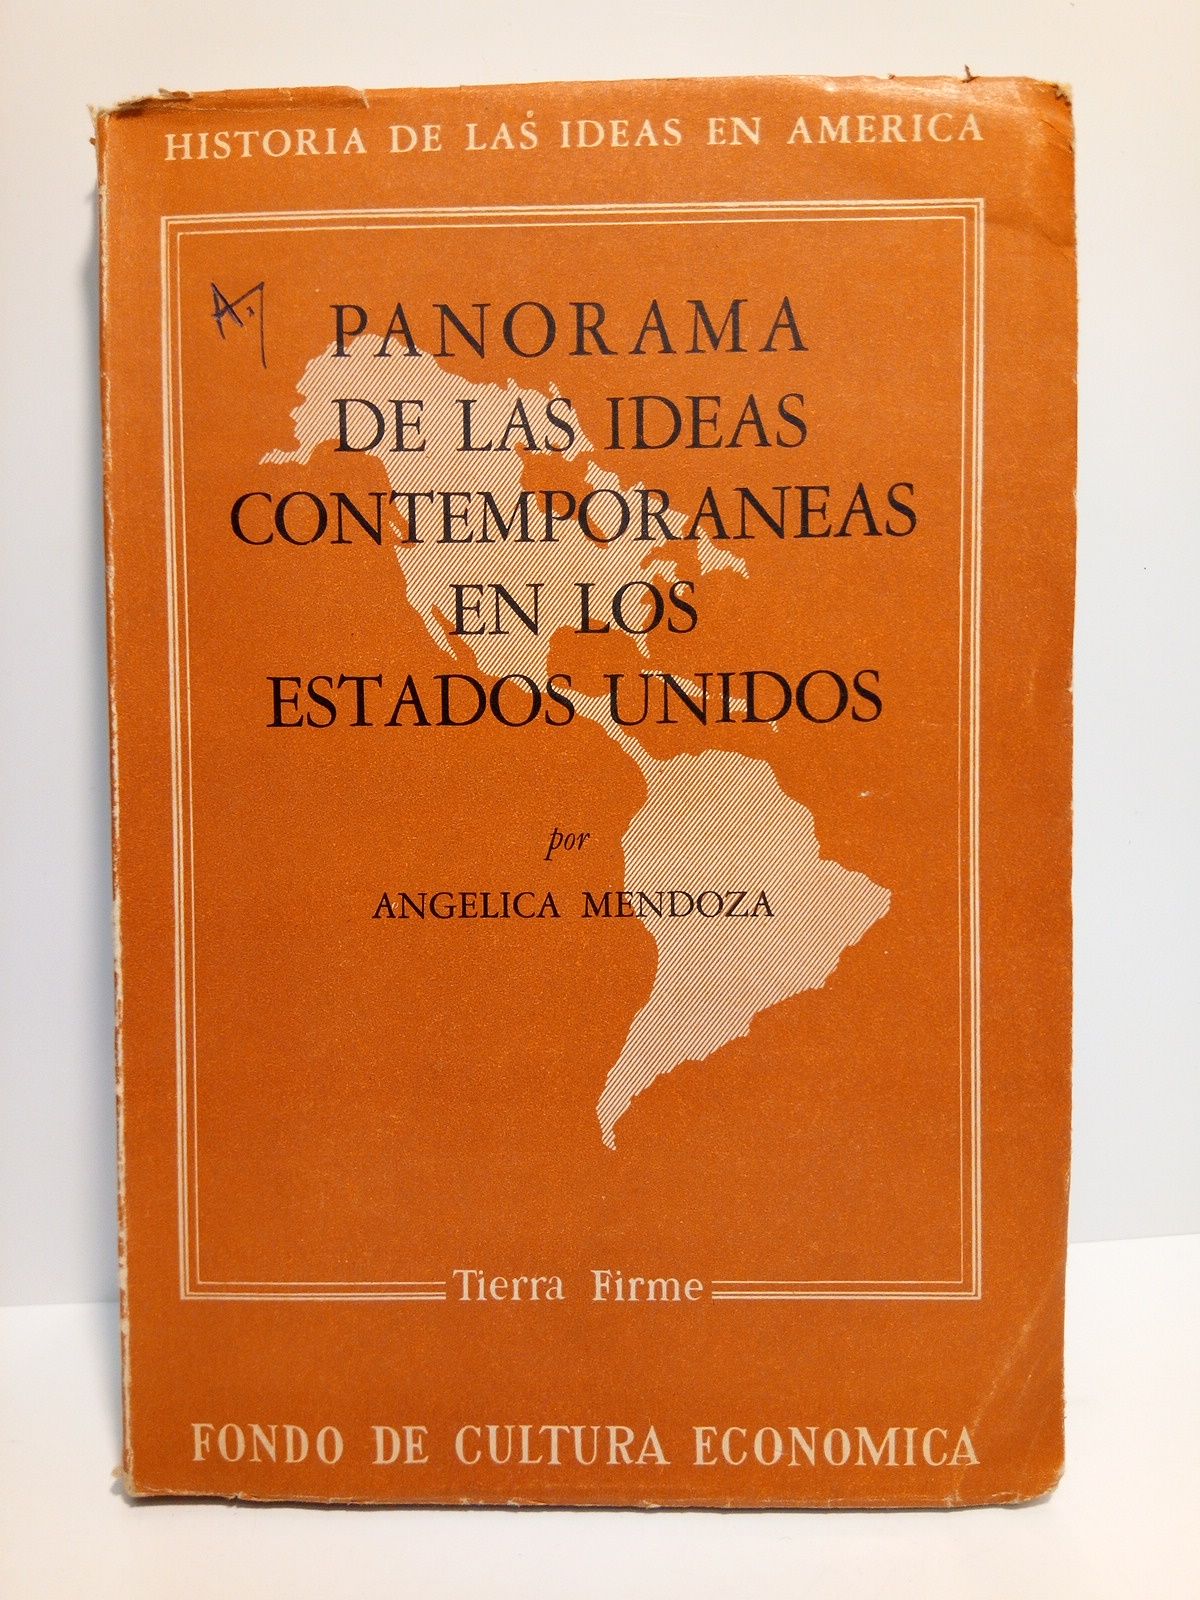 HISTORIA DE LAS IDEAS EN AMERICA
PANORAMA
DE LAS IDEAS
CONTEMPORANEAS
EN LOS
ESTADOS UNIDOS
por
ANGELICA MENDOZA
Tierra Firme
FONDO DE CULTURA ECONOMICA